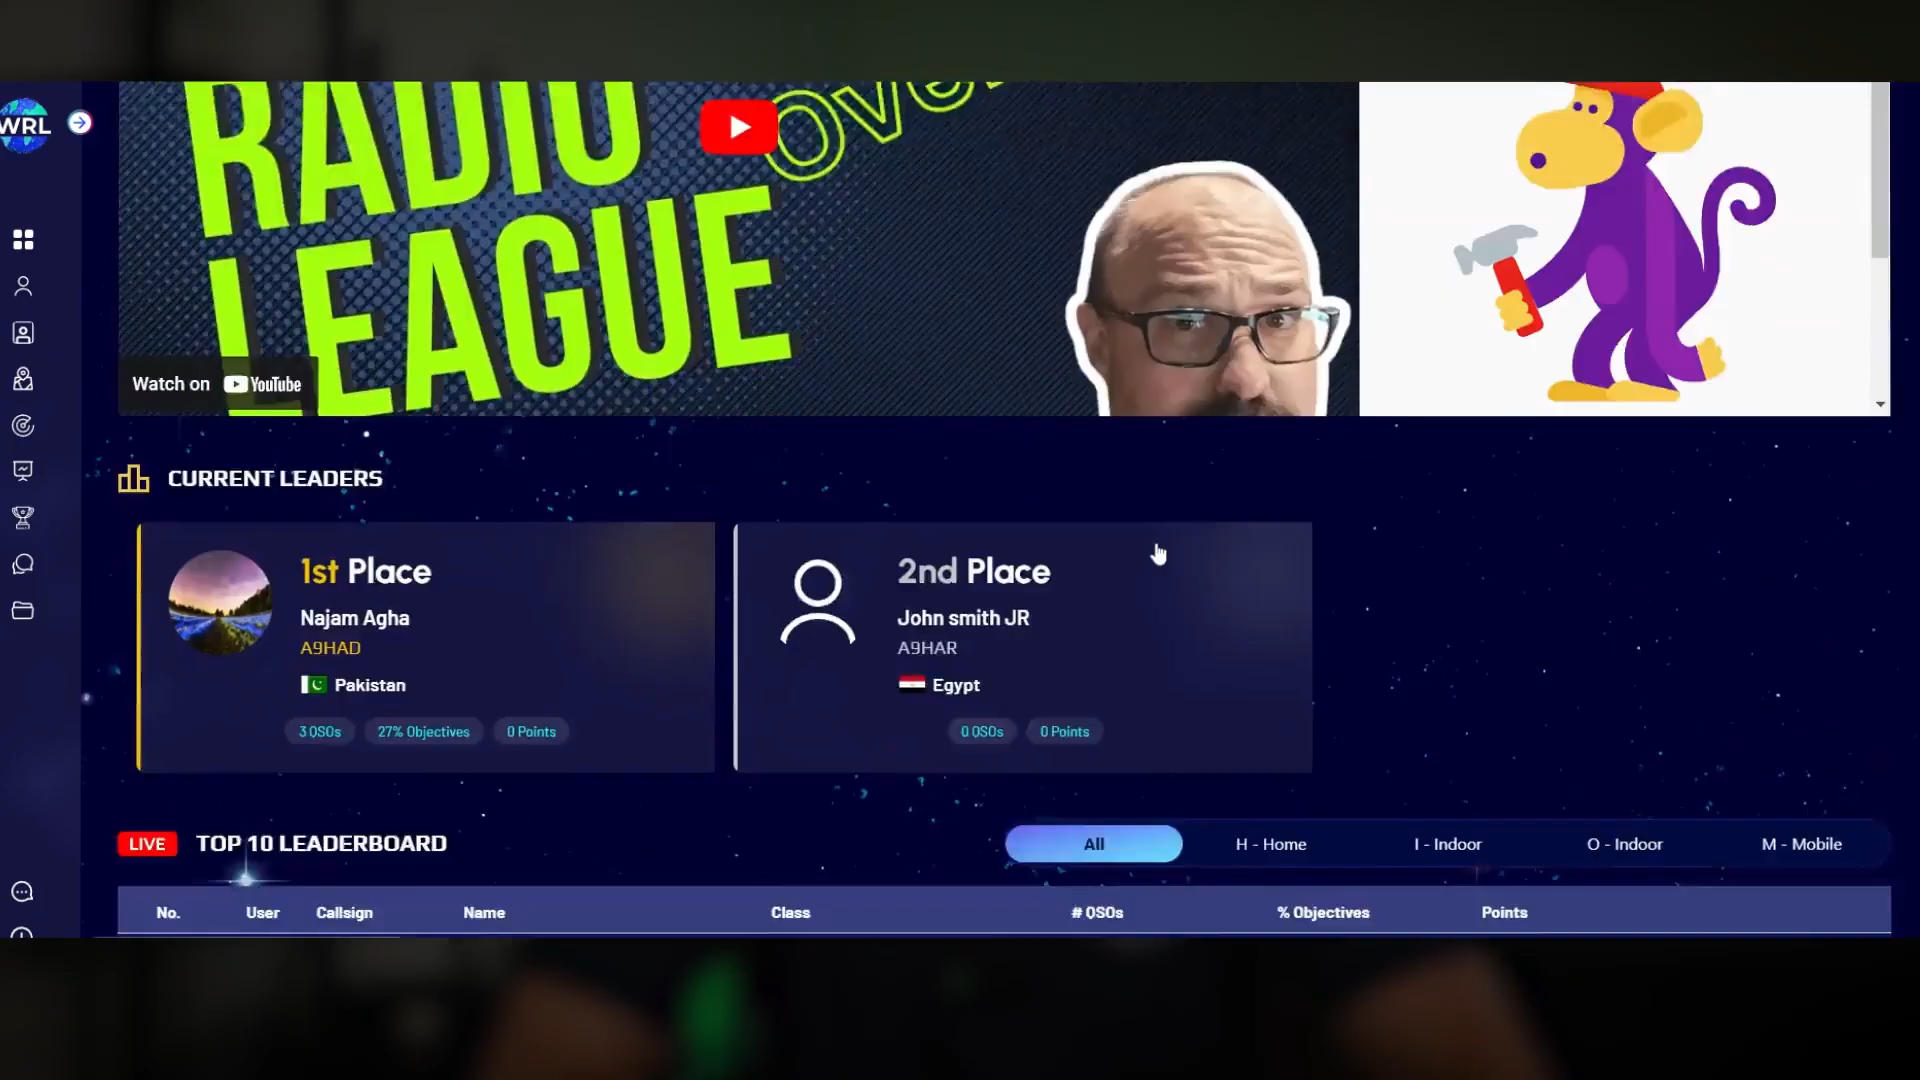 RADIO
Ove
LEAGUE
WRL
Watch on YouTube
CURRENT LEADERS
1st Place
Najam Agha
A9HAD
Pakistan
3 QSOs 27% Objectives 0 Points
2nd Place
John smith JR
A9HAR
Egypt
0 QSOs 0 Points
LIVE TOP 10 LEADERBOARD
All H - Home I - Indoor O - Indoor M - Mobile
No. User Callsign Name Class # QSOs % Objectives Points